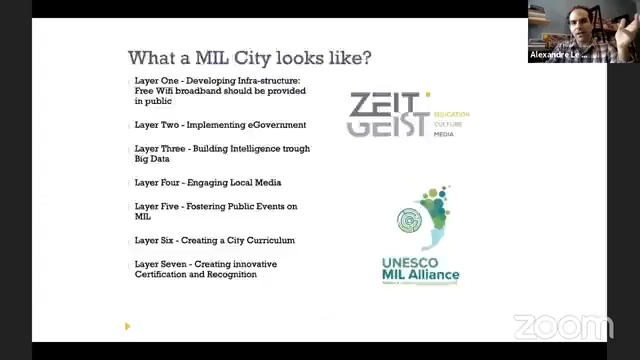 What a MIL City looks like?
Layer One - Developing Infra-structure:
Free Wifi broadband should be provided
in public
Layer Two - Implementing eGovernment
Layer Three - Building Intelligence trough
Big Data
Layer Four - Engaging Local Media
Layer Five - Fostering Public Events on
MIL
Layer Six - Creating a City Curriculum
Layer Seven - Creating innovative
Certification and Recognition
ZEIT
GEIST
EDUCATION
CULTURE
MEDIA
UNESCO
MIL Alliance
Alexandre Le
zoom